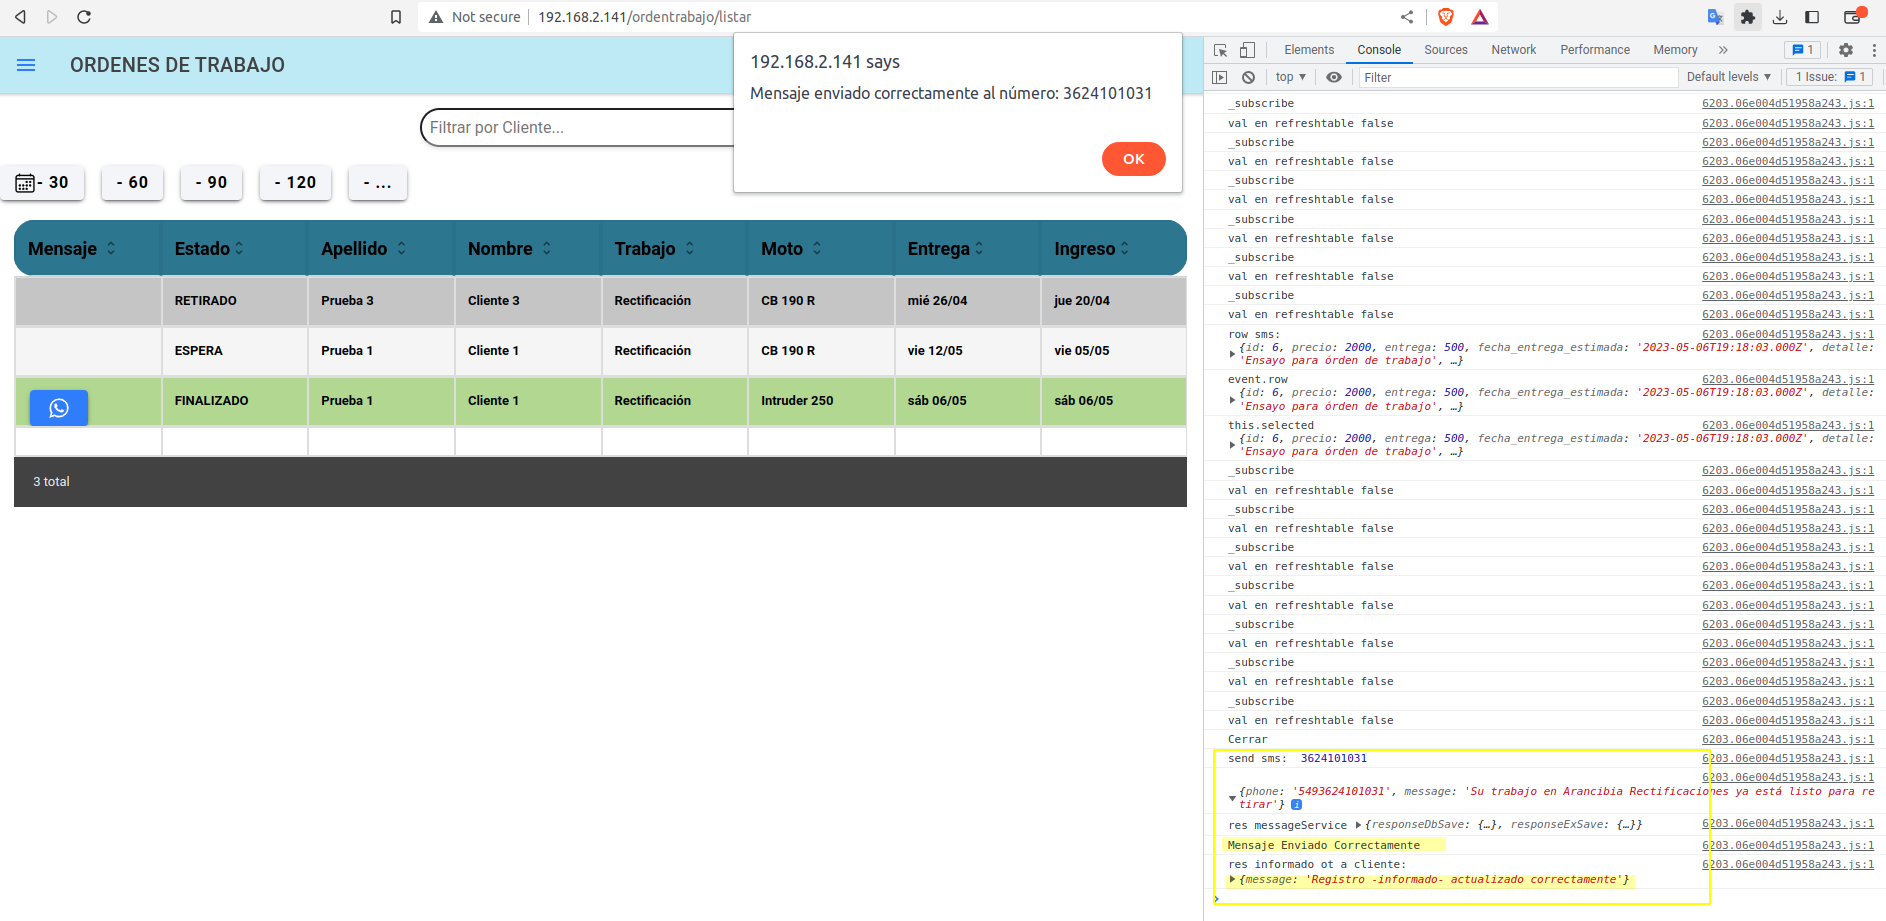 Not secure
192.168.2.141/ordentrabajo/listar
ORDENES DE TRABAJO
192.168.2.141 says
Mensaje enviado correctamente al número: 3624101031
OK
Filtrar por Cliente...
- 30
- 60
- 90
- 120
- ...
Mensaje Estado Apellido Nombre Trabajo Moto Entrega Ingreso
RETIRADO Prueba 3 Cliente 3 Rectificación CB 190 R mié 26/04 jue 20/04
ESPERA Prueba 1 Cliente 1 Rectificación CB 190 R vie 12/05 vie 05/05
FINALIZADO Prueba 1 Cliente 1 Rectificación Intruder 250 sáb 06/05 sáb 06/05
3 total
Elements Console Sources Network Performance Memory » 1
top ▼ Filter Default levels ▼ 1 Issue: 1
_subscribe 6203.06e004d51958a243.js:1
val en refreshtable false 6203.06e004d51958a243.js:1
_subscribe 6203.06e004d51958a243.js:1
val en refreshtable false 6203.06e004d51958a243.js:1
_subscribe 6203.06e004d51958a243.js:1
val en refreshtable false 6203.06e004d51958a243.js:1
_subscribe 6203.06e004d51958a243.js:1
val en refreshtable false 6203.06e004d51958a243.js:1
_subscribe 6203.06e004d51958a243.js:1
val en refreshtable false 6203.06e004d51958a243.js:1
_subscribe 6203.06e004d51958a243.js:1
val en refreshtable false 6203.06e004d51958a243.js:1
row sms: 6203.06e004d51958a243.js:1
{id: 6, precio: 2000, entrega: 500, fecha_entrega_estimada: '2023-05-06T19:18:03.000Z', detalle:
'Ensayo para órden de trabajo', …}
event.row 6203.06e004d51958a243.js:1
{id: 6, precio: 2000, entrega: 500, fecha_entrega_estimada: '2023-05-06T19:18:03.000Z', detalle:
'Ensayo para órden de trabajo', …}
this.selected 6203.06e004d51958a243.js:1
{id: 6, precio: 2000, entrega: 500, fecha_entrega_estimada: '2023-05-06T19:18:03.000Z', detalle:
'Ensayo para órden de trabajo', …}
_subscribe 6203.06e004d51958a243.js:1
val en refreshtable false 6203.06e004d51958a243.js:1
_subscribe 6203.06e004d51958a243.js:1
val en refreshtable false 6203.06e004d51958a243.js:1
_subscribe 6203.06e004d51958a243.js:1
val en refreshtable false 6203.06e004d51958a243.js:1
_subscribe 6203.06e004d51958a243.js:1
val en refreshtable false 6203.06e004d51958a243.js:1
_subscribe 6203.06e004d51958a243.js:1
val en refreshtable false 6203.06e004d51958a243.js:1
_subscribe 6203.06e004d51958a243.js:1
val en refreshtable false 6203.06e004d51958a243.js:1
_subscribe 6203.06e004d51958a243.js:1
val en refreshtable false 6203.06e004d51958a243.js:1
Cerrar 6203.06e004d51958a243.js:1
send sms: 3624101031 6203.06e004d51958a243.js:1
6203.06e004d51958a243.js:1
{phone: '5493624101031', message: 'Su trabajo en Arancibia Rectificaciones ya está listo para re
tirar'} i
res messageService {responseDbSave: {…}, responseExSave: {…}} 6203.06e004d51958a243.js:1
Mensaje Enviado Correctamente 6203.06e004d51958a243.js:1
res informado ot a cliente: 6203.06e004d51958a243.js:1
{message: 'Registro -informado- actualizado correctamente'}